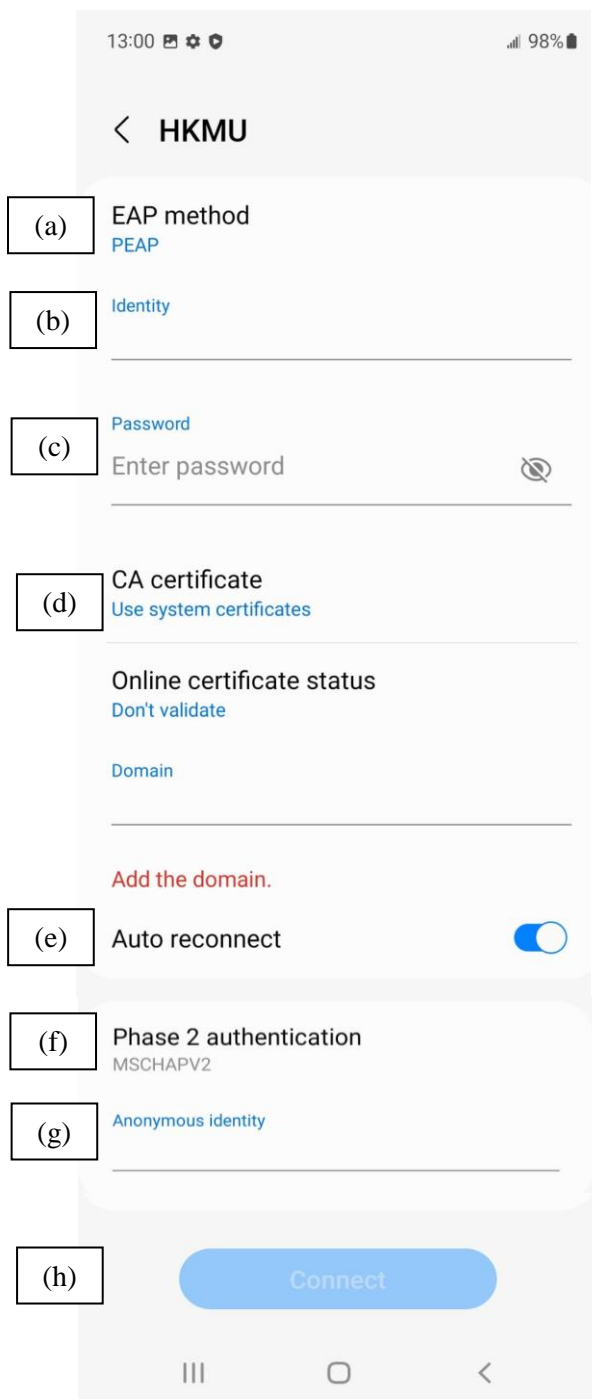 13:00 98%
HKMU
(a) EAP method
PEAP
(b) Identity
Password
(c) Enter password
CA certificate
(d) Use system certificates
Online certificate status
Don't validate
Domain
Add the domain.
(e) Auto reconnect
(f) Phase 2 authentication
MSCHAPV2
(g) Anonymous identity
(h) Connect